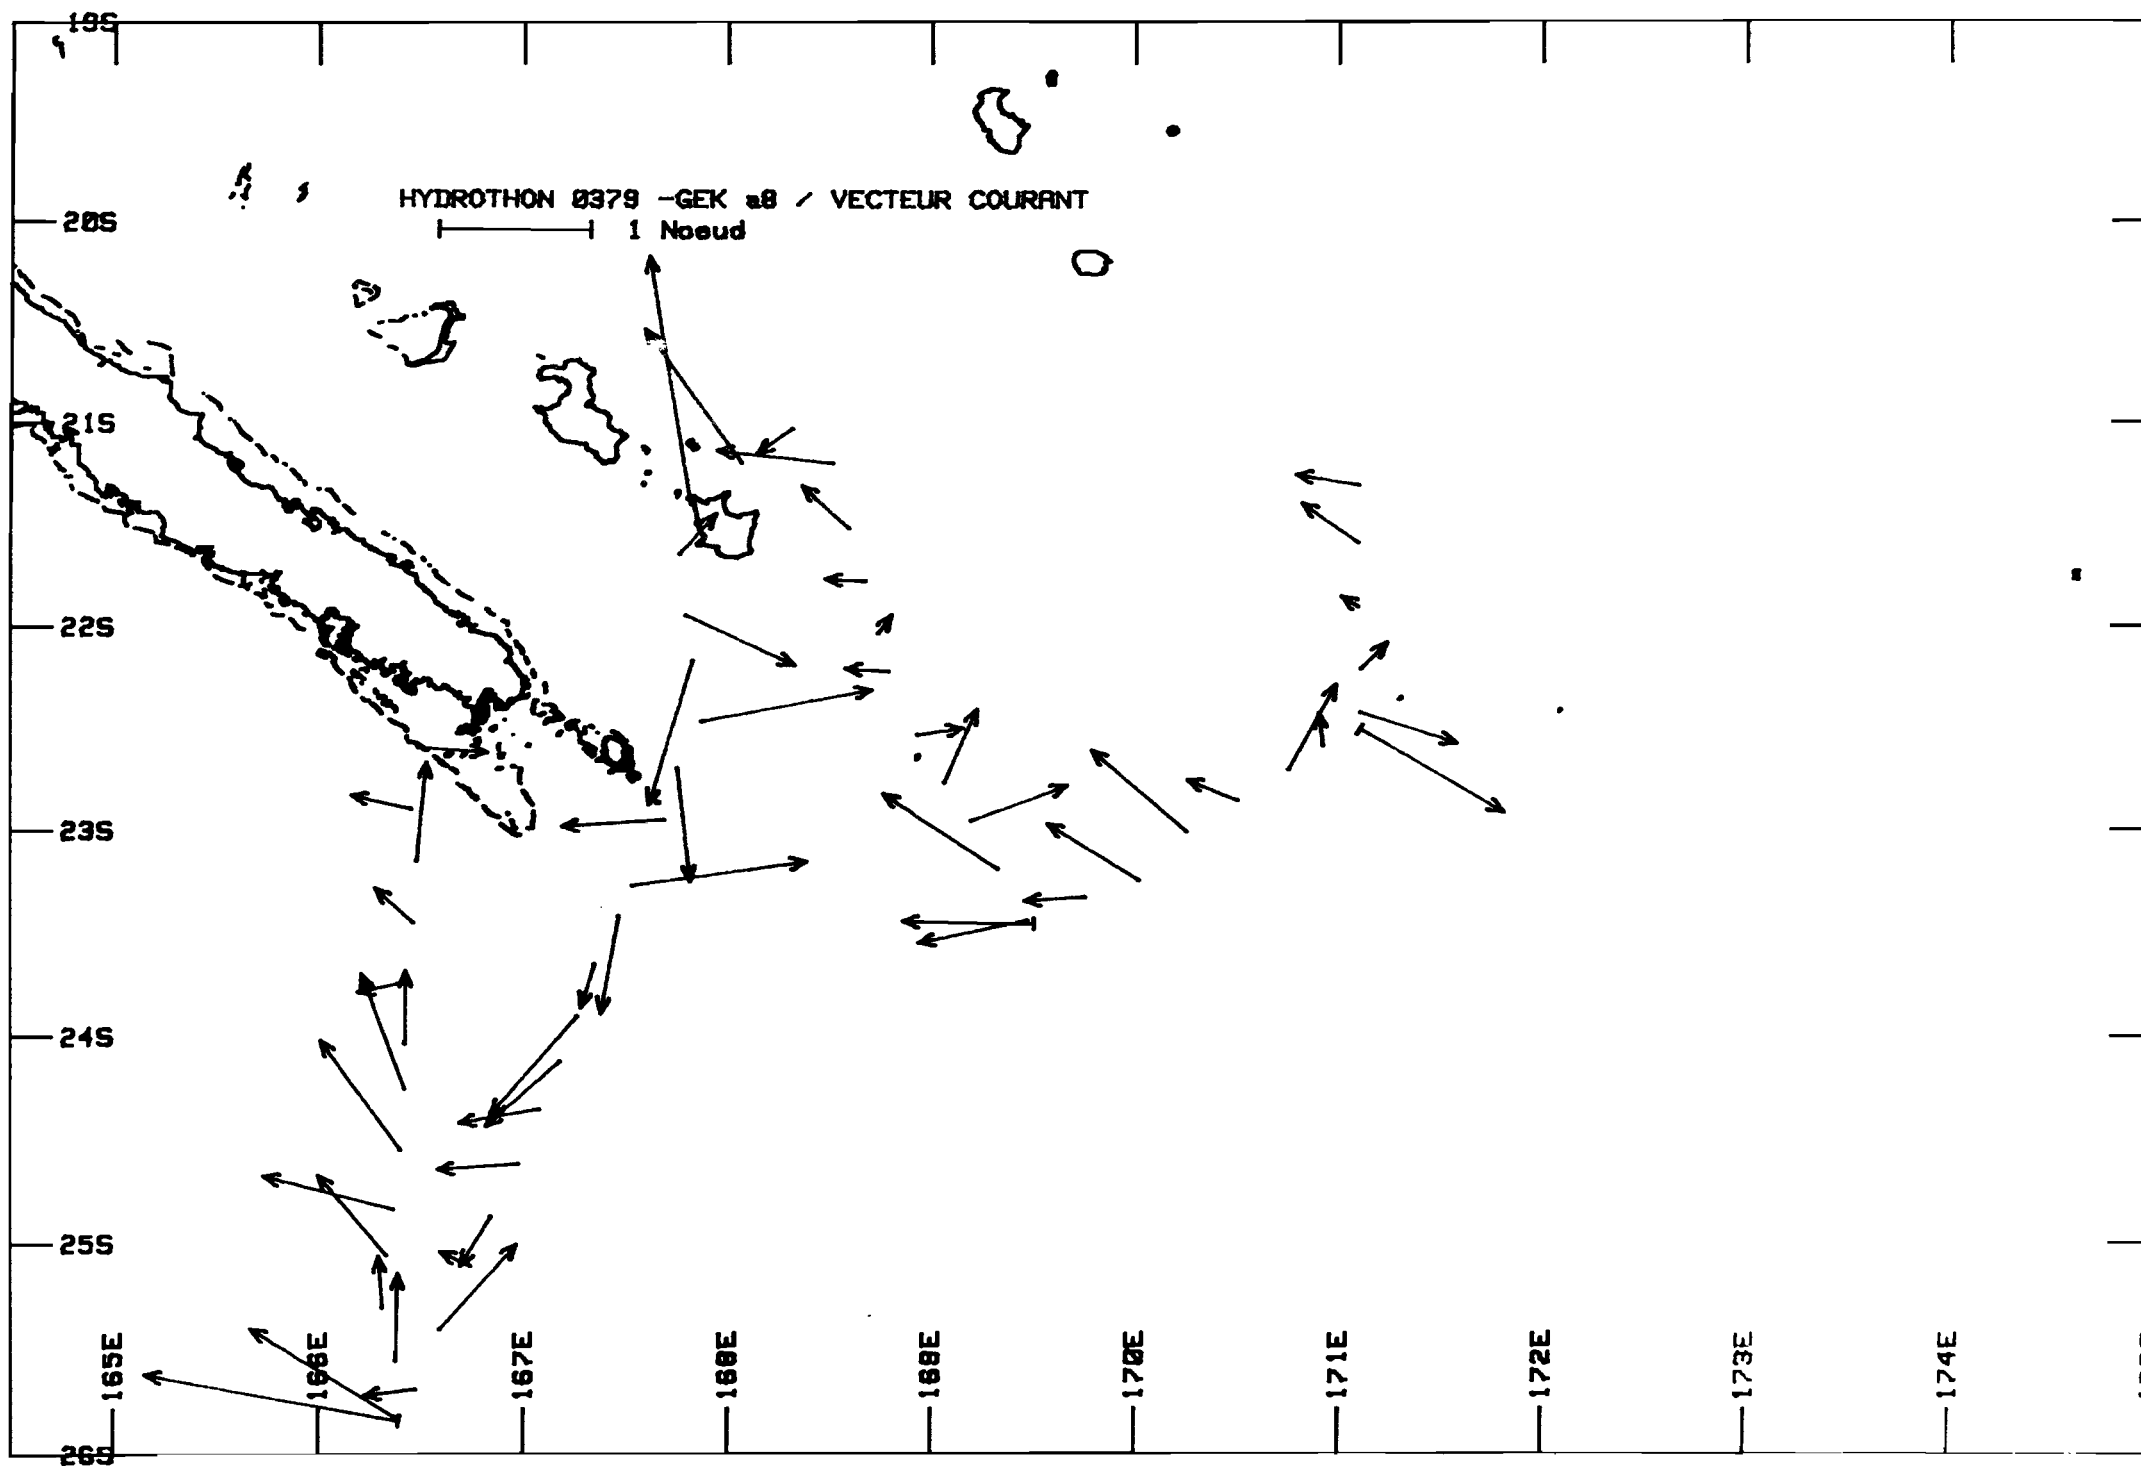 19S
HYDROTHON 0379 -GEK a8 / VECTEUR COURANT
20S
1 Noeud
21S
22S
23S
24S
25S
165E
166E
167E
168E
169E
170E
171E
172E
173E
174E
26S